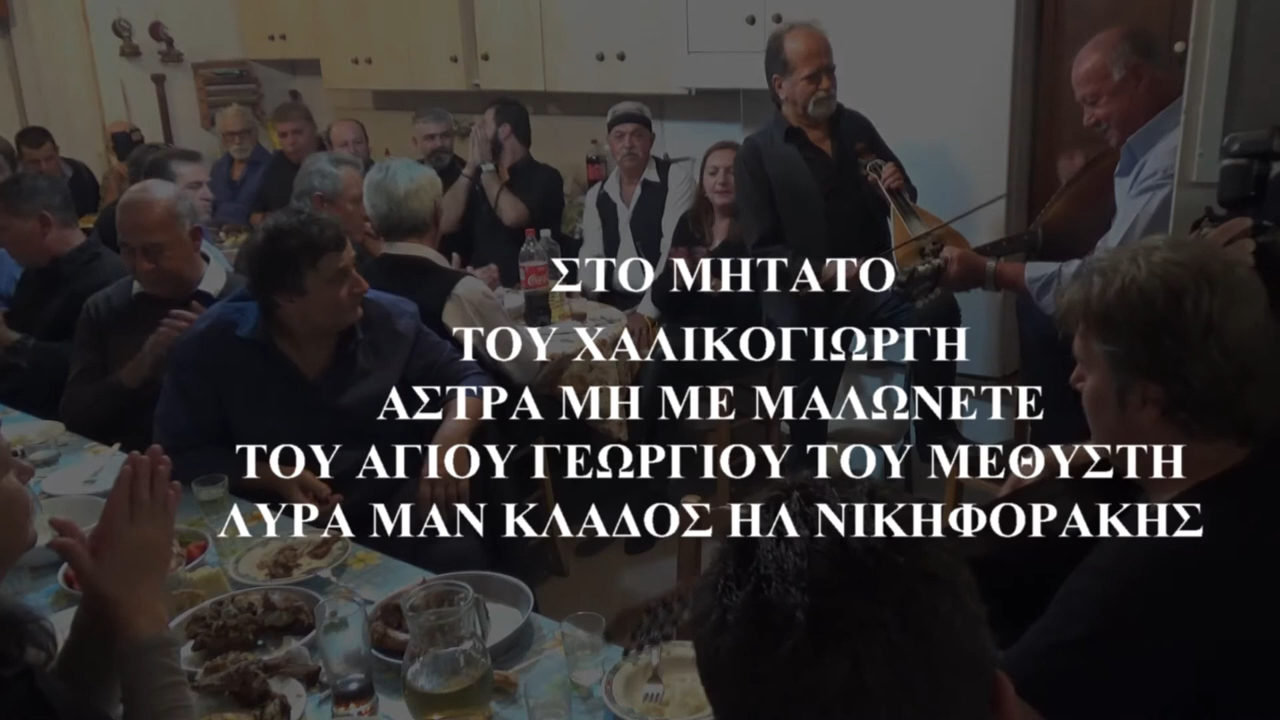 ΣΤΟ ΜΗΤΑΤΟ
ΤΟΥ ΧΑΛΙΚΟΓΙΩΡΓΗ
ΑΣΤΡΑ ΜΗ ΜΕ ΜΑΛΩΝΕΤΕ
ΤΟΥ ΑΓΙΟΥ ΓΕΩΡΓΙΟΥ ΤΟΥ ΜΕΘΥΣΤΗ
ΛΥΡΑ ΜΑΝ ΚΛΑΔΟΣ ΗΛ ΝΙΚΗΦΟΡΑΚΗΣ